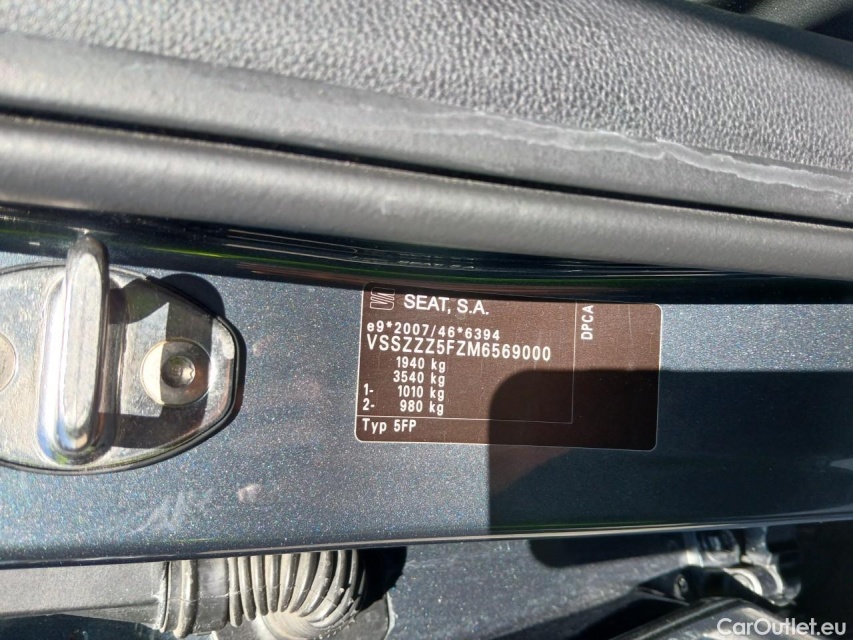 SEAT, S.A.
e9*2007/46*6394
VSSZZZ5FZM6569000
1940 kg
3540 kg
1- 1010 kg
2- 980 kg
Typ 5FP
DPCA
CarOutlet.eu